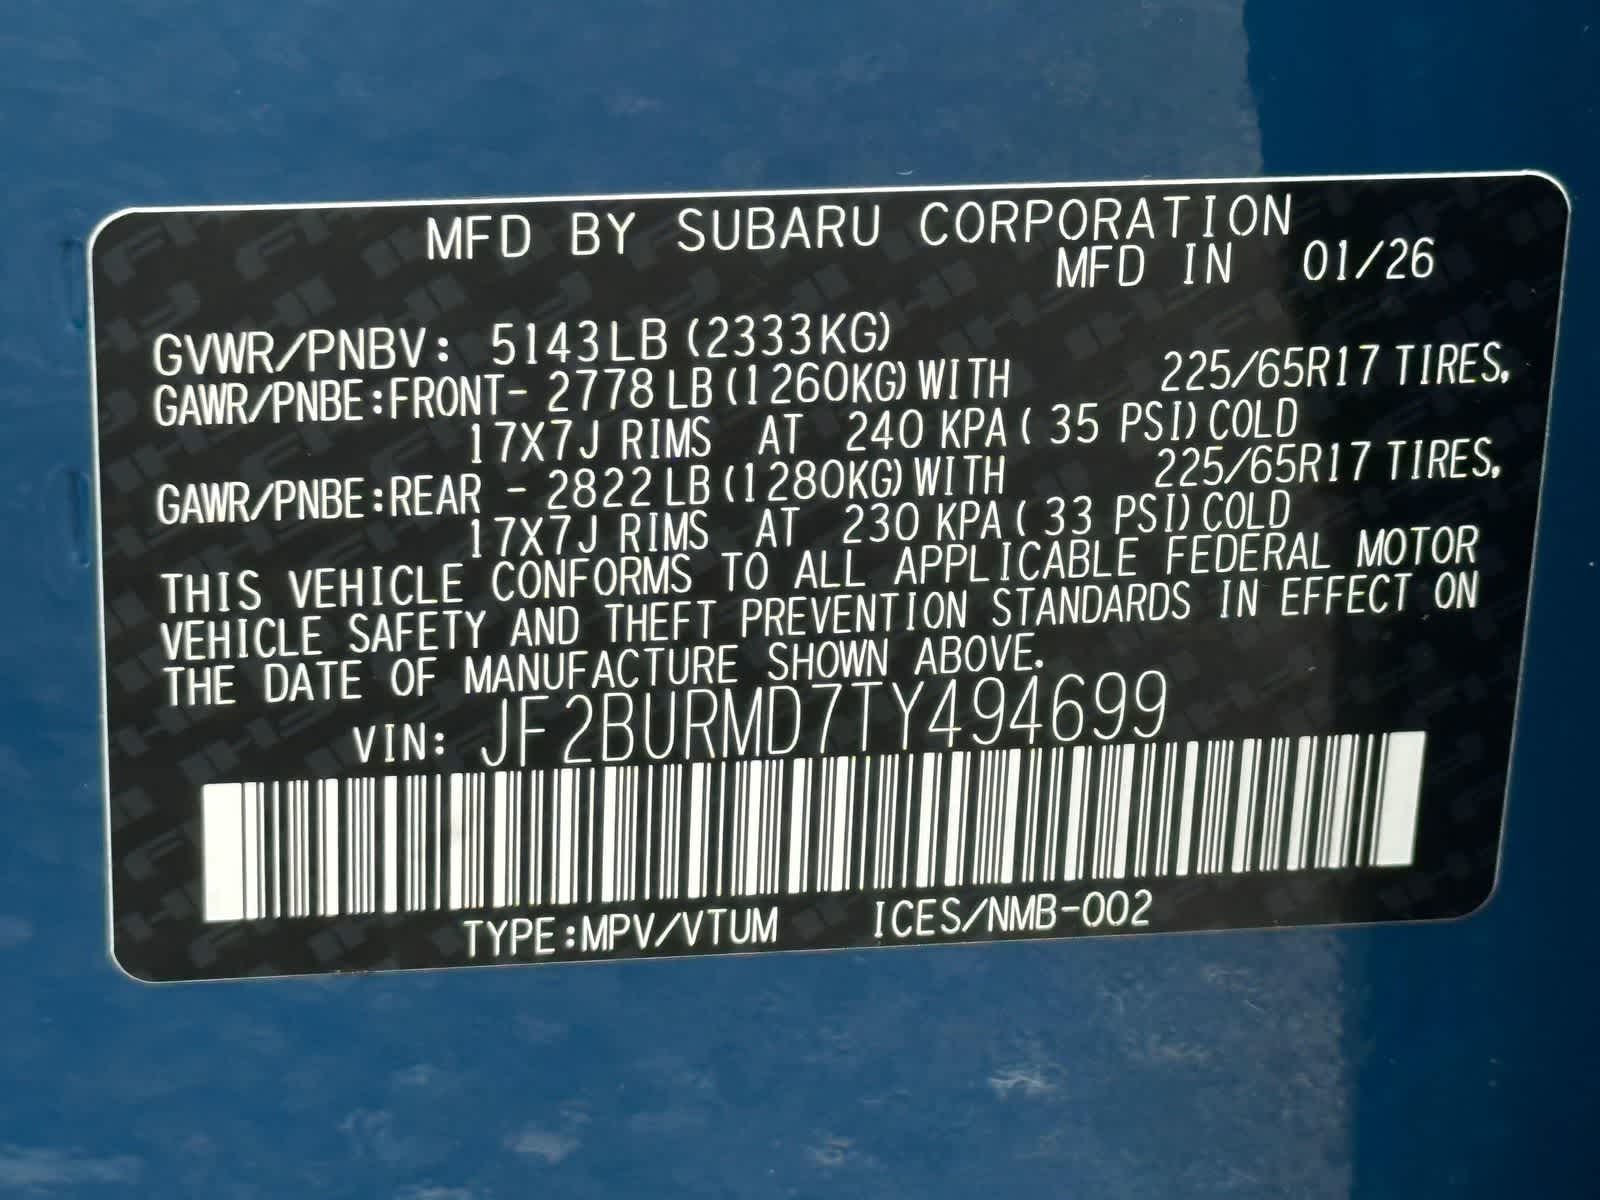 MFD BY SUBARU CORPORATION
MFD IN 01/26
GVWR/PNBV: 5143LB (2333KG)
GAWR/PNBE:FRONT- 2778 LB (1260KG) WITH 225/65R17 TIRES,
17X7J RIMS AT 240 KPA ( 35 PSI) COLD
GAWR/PNBE:REAR - 2822 LB (1280KG) WITH 225/65R17 TIRES,
17X7J RIMS AT 230 KPA ( 33 PSI) COLD
THIS VEHICLE CONFORMS TO ALL APPLICABLE FEDERAL MOTOR
VEHICLE SAFETY AND THEFT PREVENTION STANDARDS IN EFFECT ON
THE DATE OF MANUFACTURE SHOWN ABOVE.
VIN: JF2BURMD7TY494699
TYPE:MPV/VTUM ICES/NMB-002